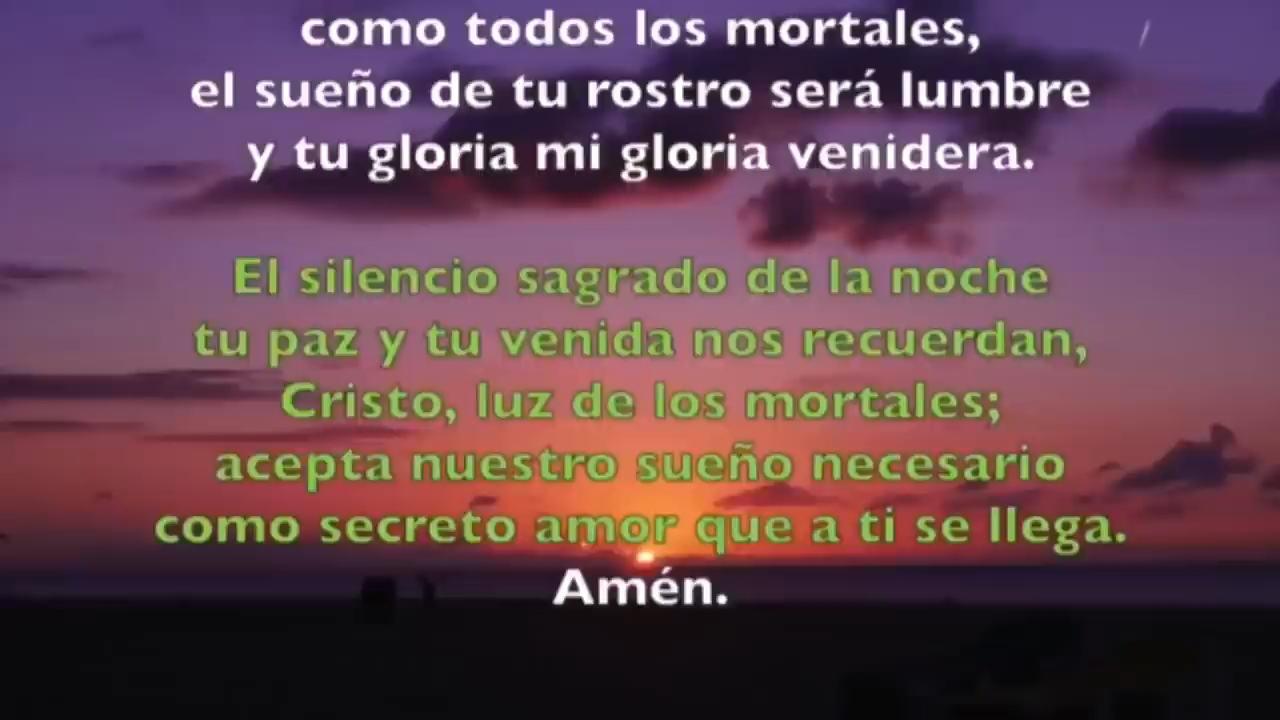 como todos los mortales,
el sueño de tu rostro será lumbre
y tu gloria mi gloria venidera.
El silencio sagrado de la noche
tu paz y tu venida nos recuerdan,
Cristo, luz de los mortales;
acepta nuestro sueño necesario
como secreto amor que a ti se llega.
Amén.